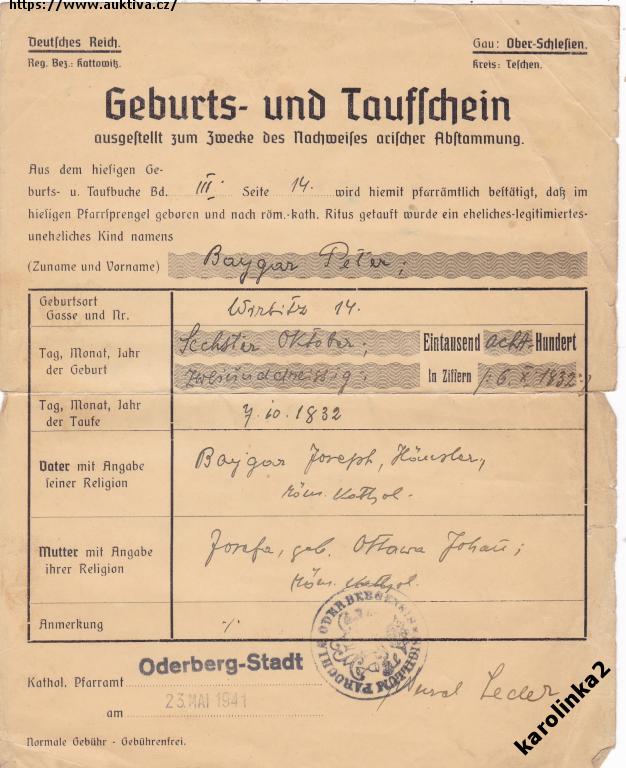 https://www.auktiva.cz/
Deutsches Reich. Gau: Ober-Schlesien.
Reg. Bez.: Kattowitz. Kreis: Teschen.
Geburts- und Taufschein
ausgestellt zum Zwecke des Nachweises arischer Abstammung.
Aus dem hiesigen Ge-
burts- u. Taufbuche Bd. III. Seite 14. wird hiemit pfarrämtlich bestätigt, daß im
hiesigen Pfarrsprengel geboren und nach röm.-kath. Ritus getauft wurde ein eheliches-legitimiertes-
uneheliches Kind namens
(Zuname und Vorname) Baygar Peter;
Geburtsort
Gasse und Nr. Wirbitz 14.
Tag, Monat, Jahr Sechster Oktober; Eintausend acht Hundert
der Geburt zweiunddreissig; In Ziffern /: 6. X. 1832 :/
Tag, Monat, Jahr
der Taufe 7.10.1832
Vater mit Angabe Baygar Joseph, Häusler,
seiner Religion röm. kathol.
Mutter mit Angabe Josefa, geb. Ottawa Johann;
ihrer Religion röm. kathol.
Anmerkung ./.
Oderberg-Stadt
Kathol. Pfarramt
23. MAI 1941
am
Leder
Normale Gebühr - Gebührenfrei.
karolinka2